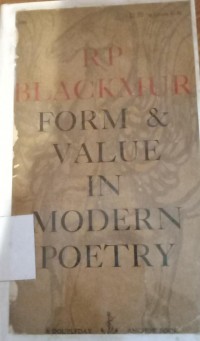 RP
BLACKMUR
FORM &
VALUE
IN
MODERN
POETRY